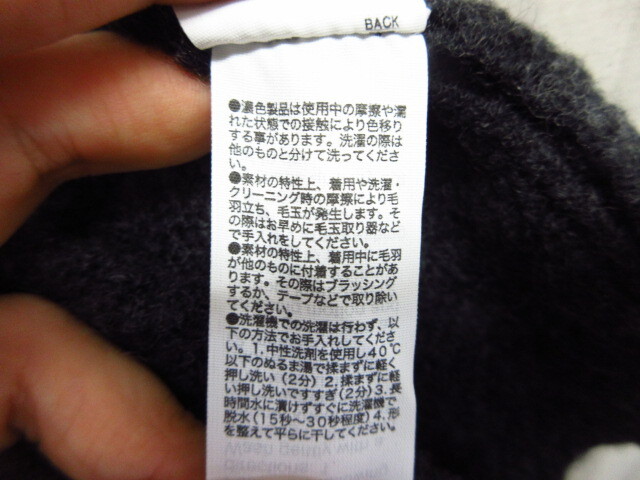 BACK
●濃色製品は使用中の摩擦や濡
れた状態での接触により色移り
する事があります。洗濯の際は
他のものと分けて洗ってくださ
い。
●素材の特性上、着用や洗濯・
クリーニング時の摩擦により毛
羽立ち、毛玉が発生します。そ
の際はお早めに毛玉取り器など
で手入れをしてください。
●素材の特性上、着用中に毛羽
が他のものに付着することがあ
ります。その際はブラッシング
するか、テープなどで取り除い
てください。
●洗濯機での洗濯は行わず、以
下の方法でお手入れしてくださ
い。1.中性洗剤を使用し40℃
以下のぬるま湯で揉まずに軽く
押し洗い（2分）2.揉まずに軽
い押し洗いですすぎ(2分)3.長
時間水に漬けずすぐに洗濯機で
脱水(15秒～30秒程度)4.形
を整えて平らに干してください。